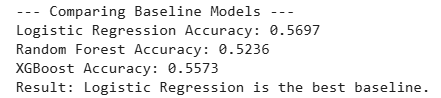 --- Comparing Baseline Models ---
Logistic Regression Accuracy: 0.5697
Random Forest Accuracy: 0.5236
XGBoost Accuracy: 0.5573
Result: Logistic Regression is the best baseline.